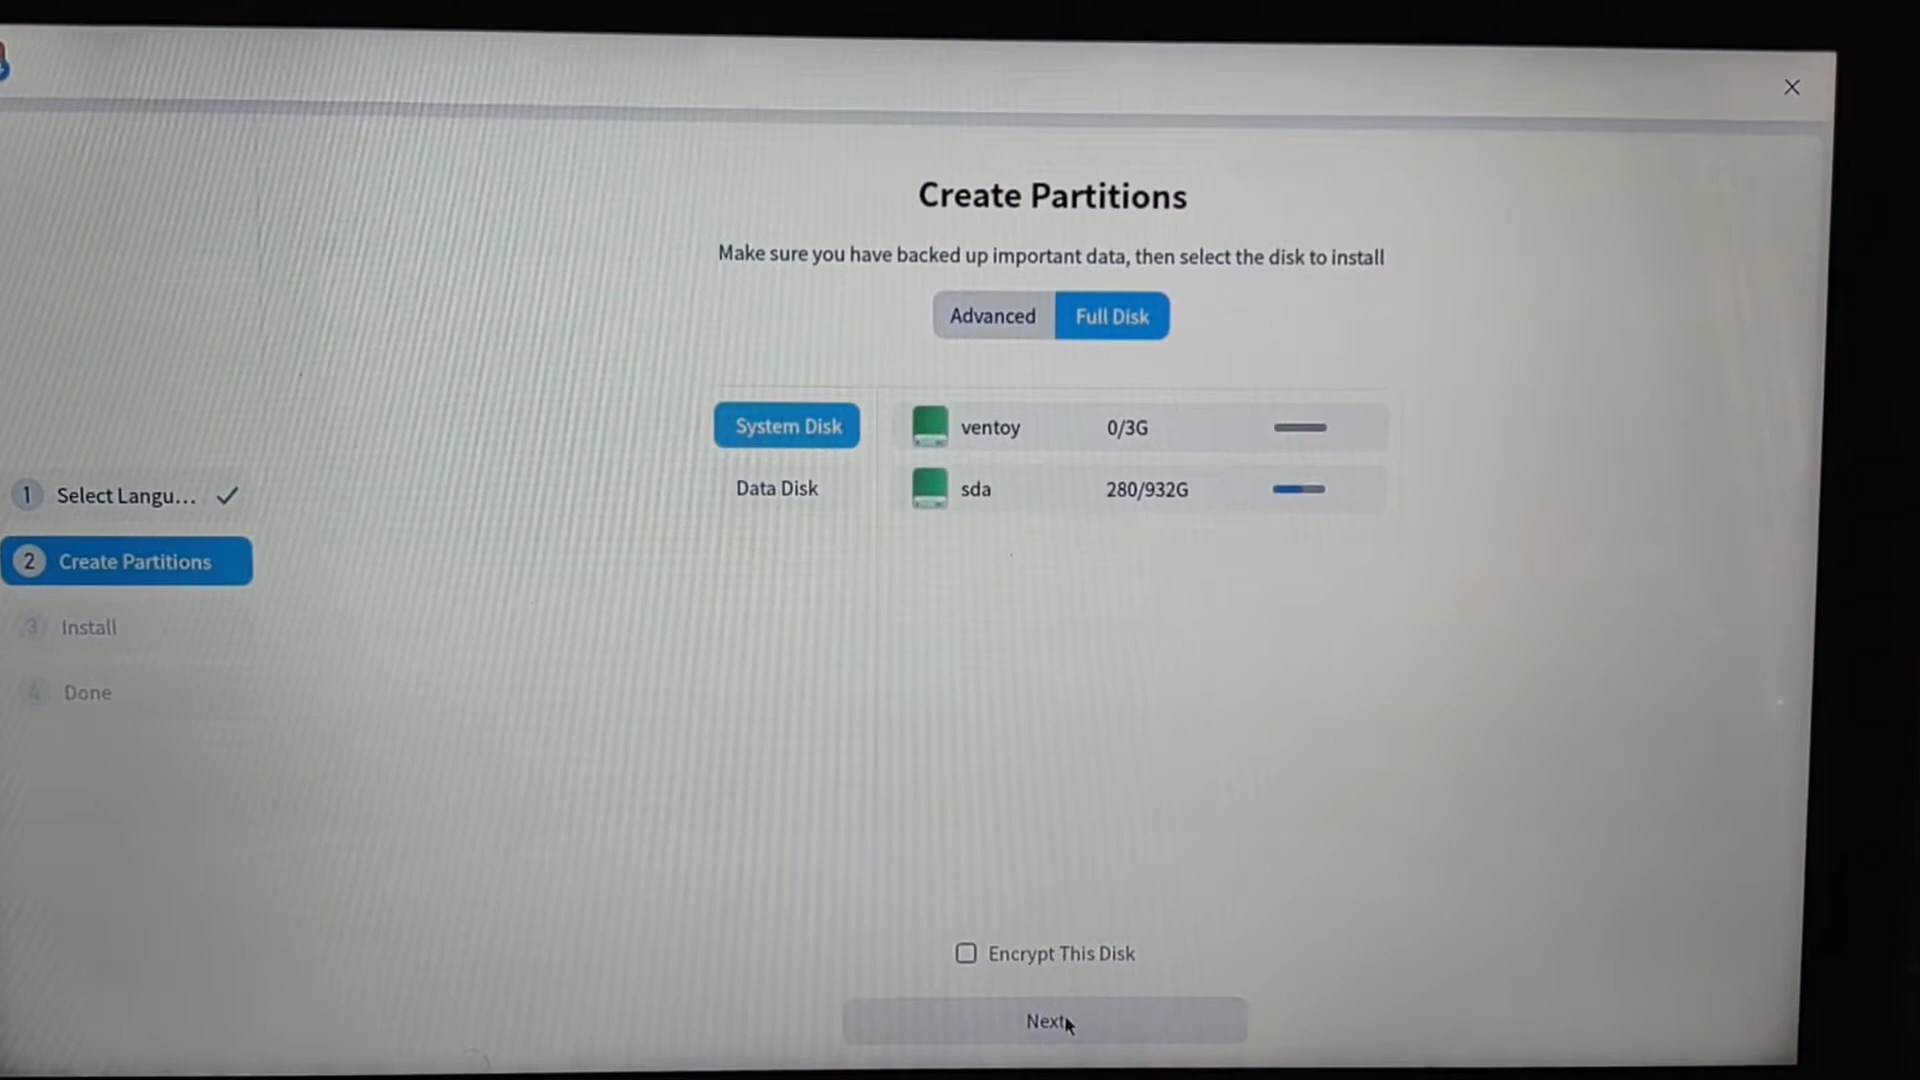 Create Partitions
Make sure you have backed up important data, then select the disk to install
Advanced Full Disk
System Disk ventoy 0/3G
Data Disk sda 280/932G
1 Select Langu... ✓
2 Create Partitions
3 Install
4 Done
Encrypt This Disk
Next